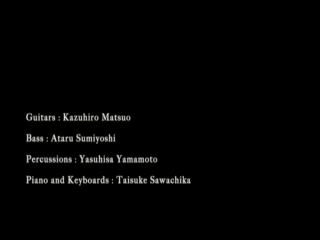 Guitars : Kazuhiro Matsuo
Bass : Ataru Sumiyoshi
Percussions : Yasuhisa Yamamoto
Piano and Keyboards : Taisuke Sawachika